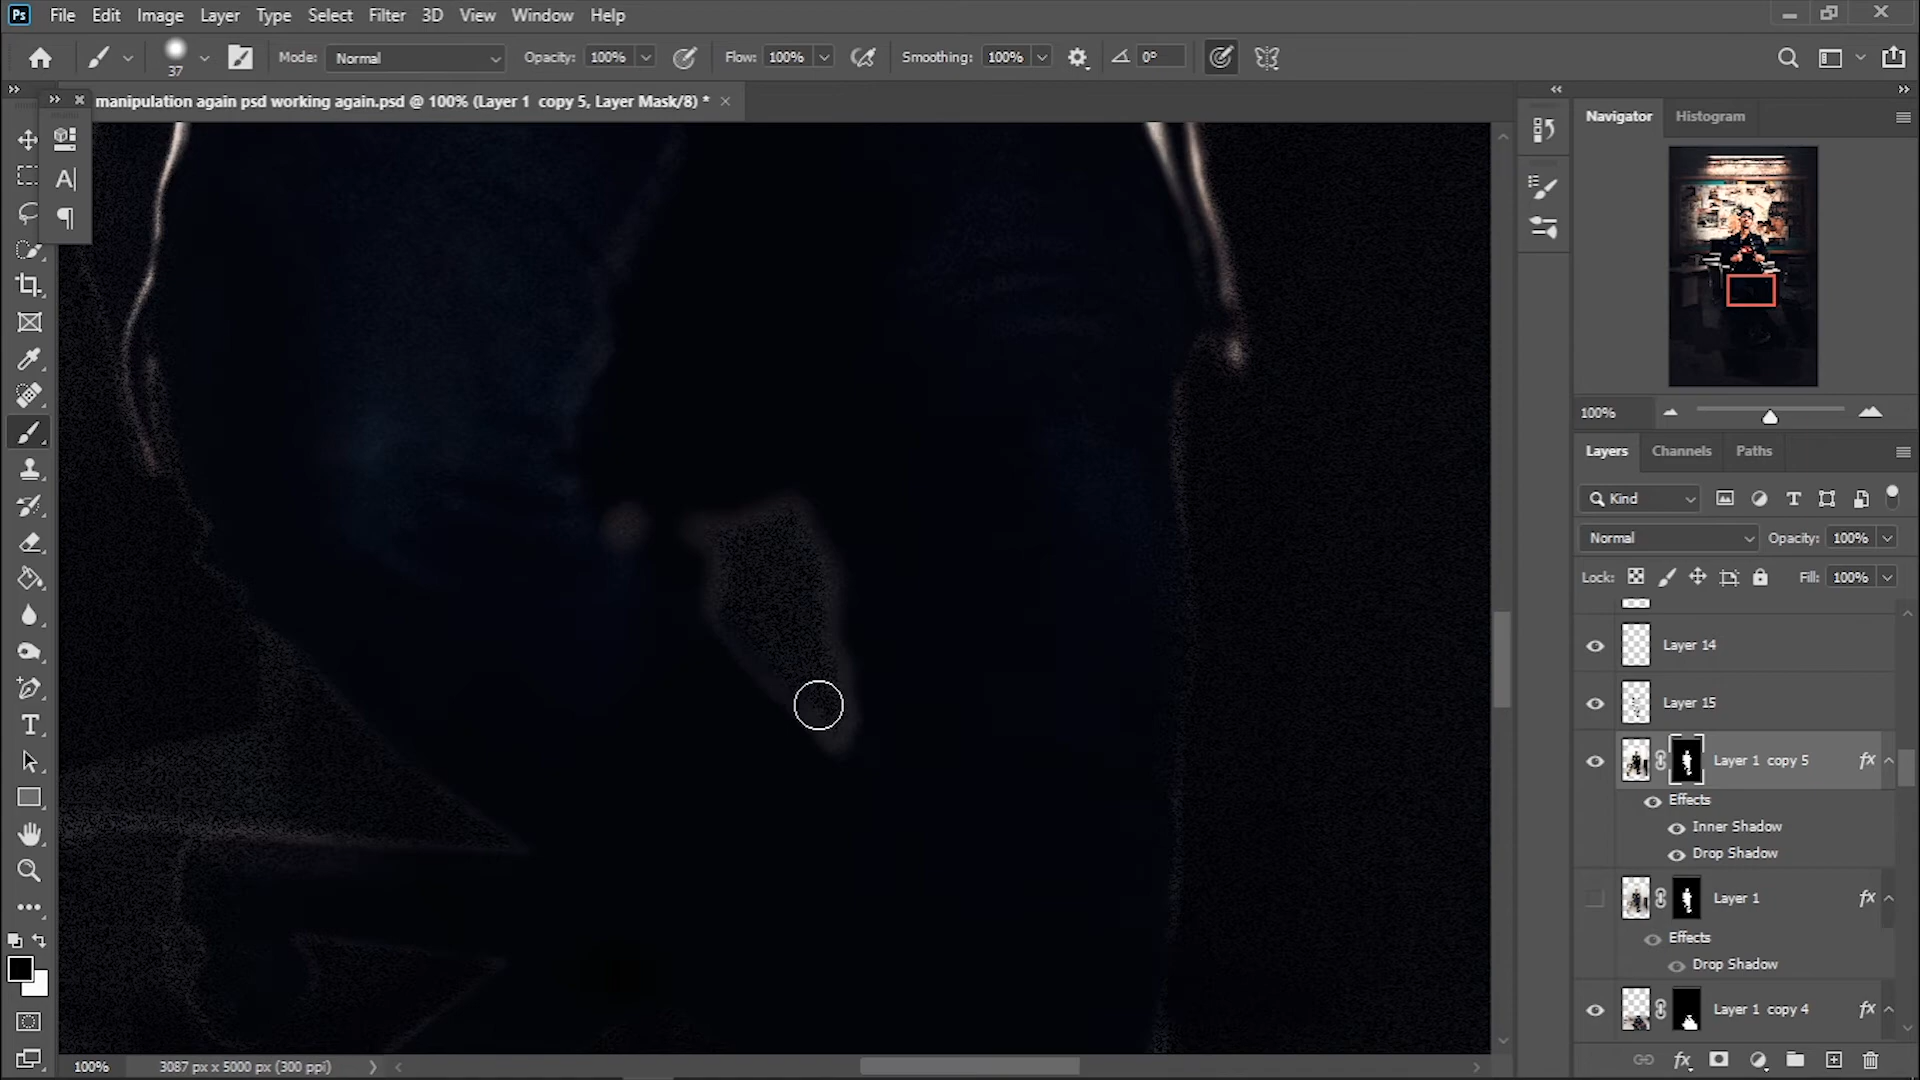 Ps File Edit Image Layer Type Select Filter 3D View Window Help
37 Mode: Normal Opacity: 100% Flow: 100% Smoothing: 100% 0°
manipulation again psd working again.psd @ 100% (Layer 1 copy 5, Layer Mask/8) *
Navigator Histogram
100%
Layers Channels Paths
Kind
Normal Opacity: 100%
Lock: Fill: 100%
Layer 14
Layer 15
Layer 1 copy 5 fx
Effects
Inner Shadow
Drop Shadow
Layer 1 fx
Effects
Drop Shadow
Layer 1 copy 4 fx
100% 3087 px x 5000 px (300 ppi)